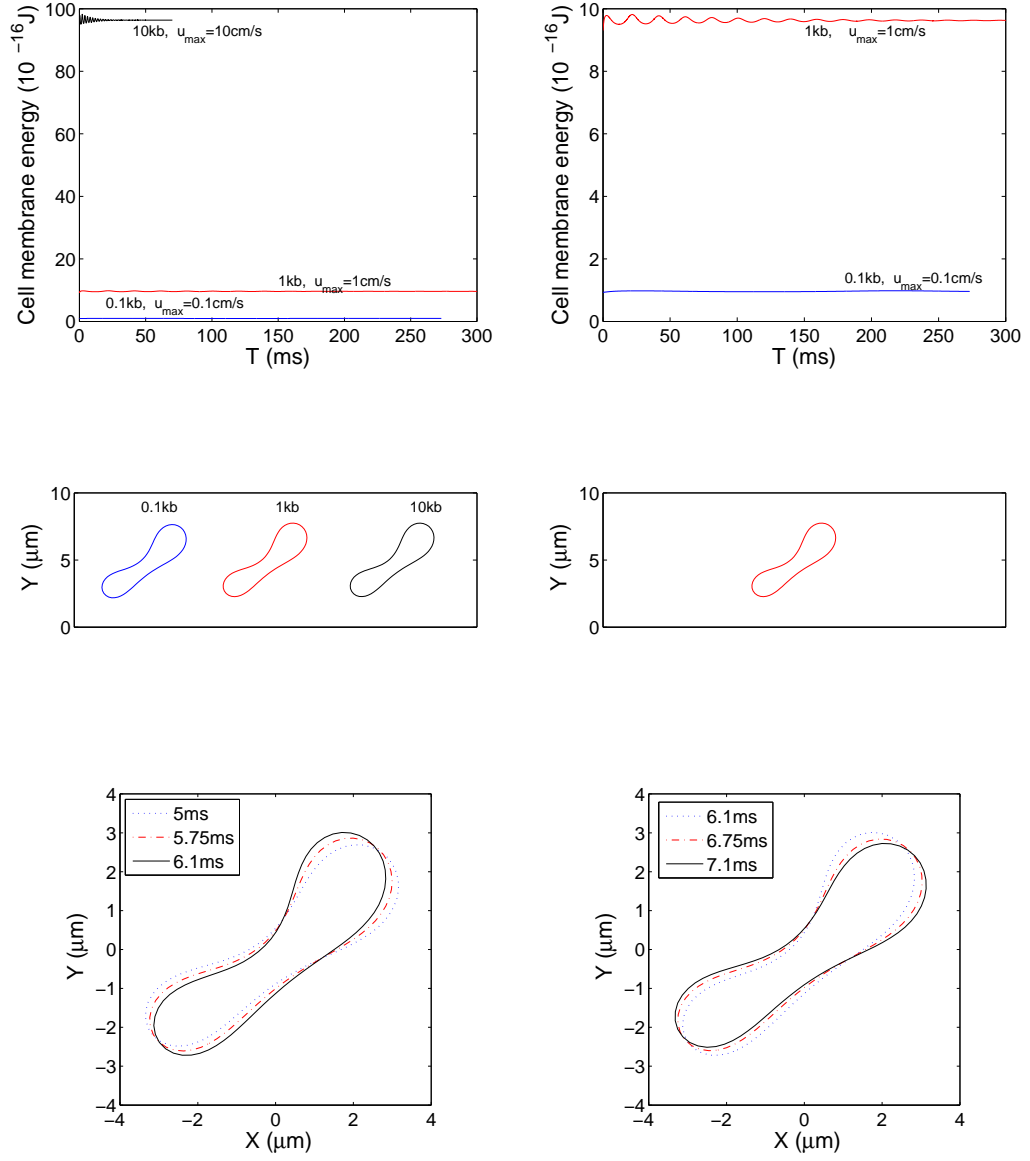 Cell membrane energy (10 −16 J)
100
80
60
40
20
0
0 50 100 150 200 250 300
T (ms)
10kb, umax=10cm/s
1kb, umax=1cm/s
0.1kb, umax=0.1cm/s
Cell membrane energy (10 −16 J)
10
8
6
4
2
0
0 50 100 150 200 250 300
T (ms)
1kb, umax=1cm/s
0.1kb, umax=0.1cm/s
Y (μm)
10
5
0
0.1kb 1kb 10kb
Y (μm)
10
5
0
Y (μm)
4
3
2
1
0
−1
−2
−3
−4
−4 −2 0 2 4
X (μm)
5ms
5.75ms
6.1ms
Y (μm)
4
3
2
1
0
−1
−2
−3
−4
−4 −2 0 2 4
X (μm)
6.1ms
6.75ms
7.1ms